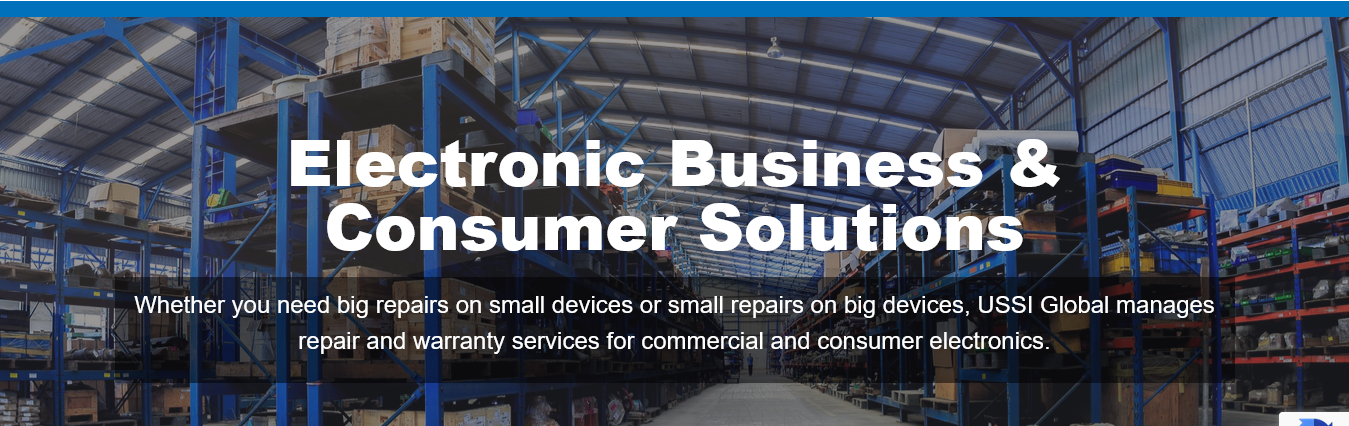 Electronic Business &
Consumer Solutions
Whether you need big repairs on small devices or small repairs on big devices, USSI Global manages
repair and warranty services for commercial and consumer electronics.